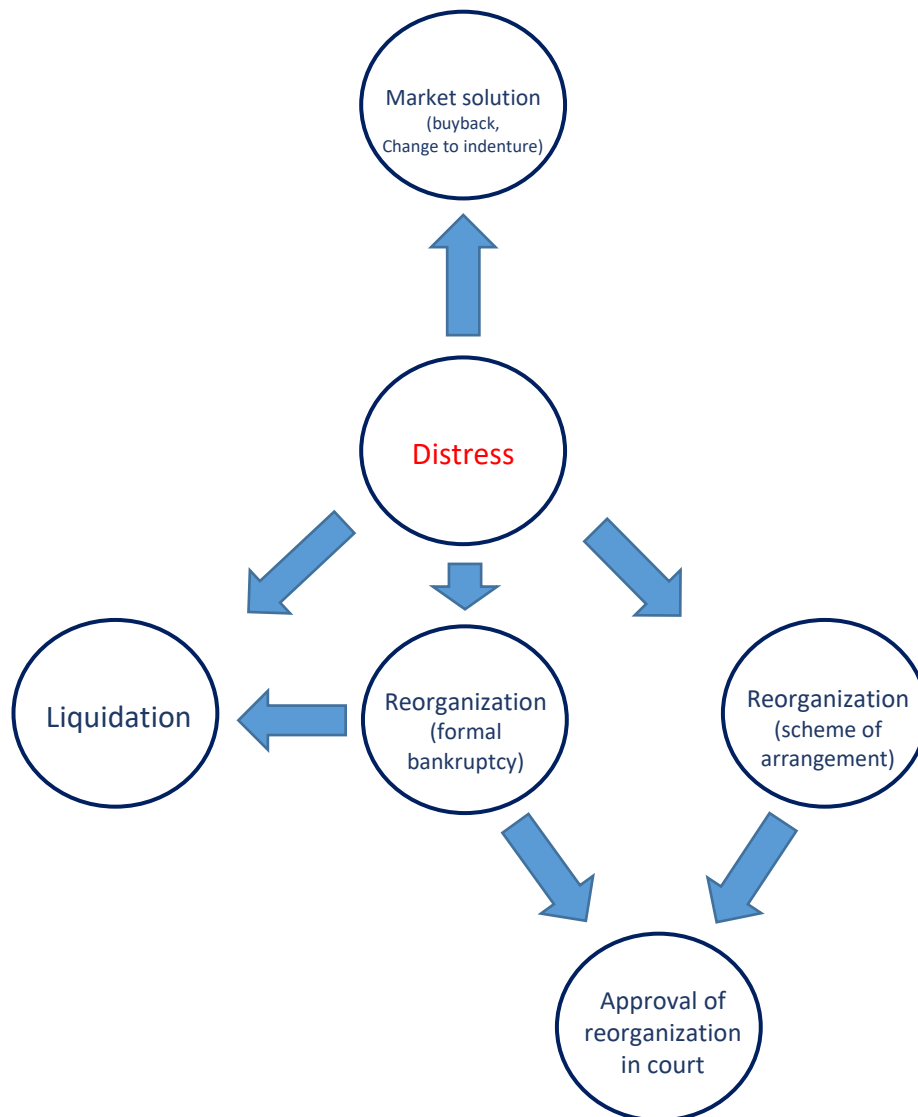 Market solution
(buyback,
Change to indenture)
Distress
Liquidation
Reorganization
(formal
bankruptcy)
Reorganization
(scheme of
arrangement)
Approval of
reorganization
in court